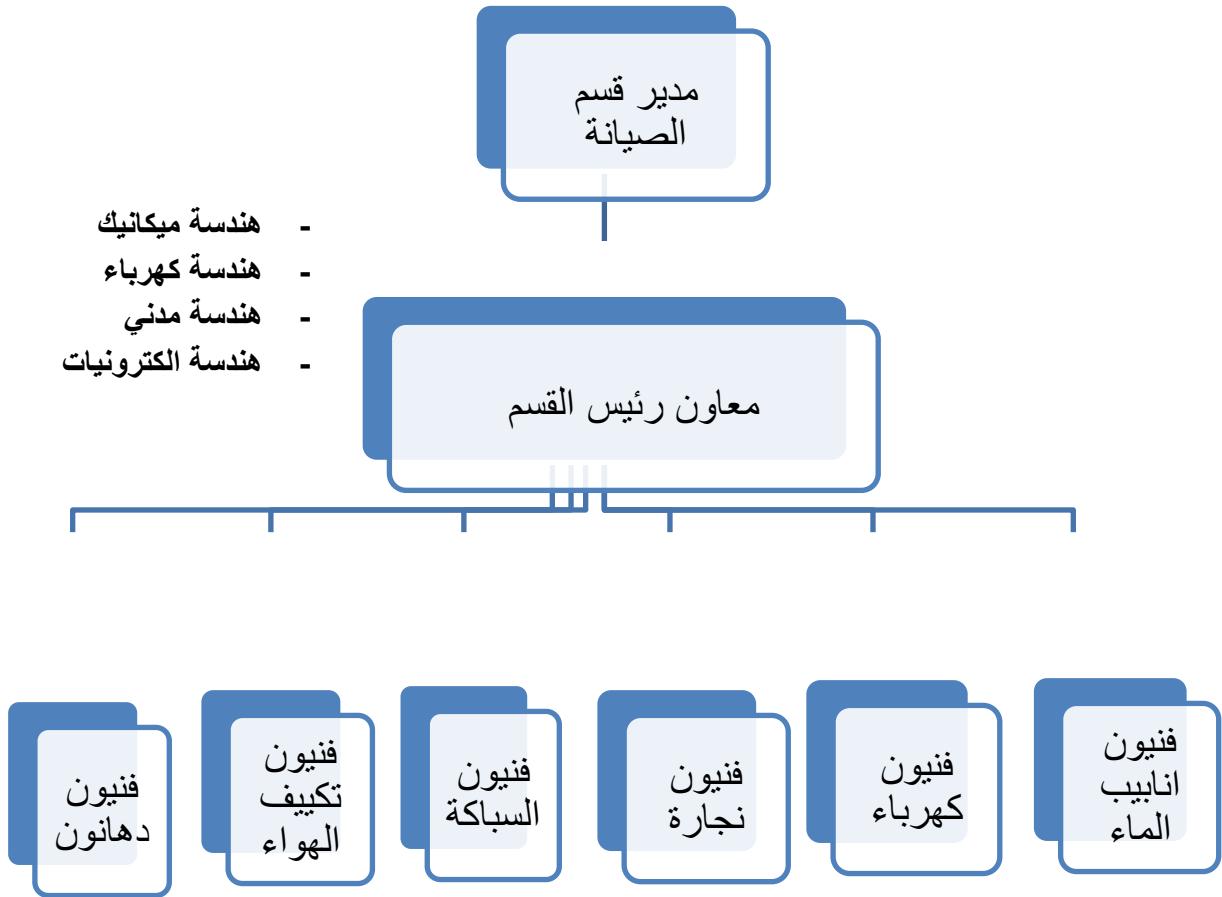 مدير قسم
الصيانة
- هندسة ميكانيك
- هندسة كهرباء
- هندسة مدني
- هندسة الكترونيات
معاون رئيس القسم
فنيون
انابيب
الماء
فنيون
كهرباء
فنيون
نجارة
فنيون
السباكة
فنيون
تكييف
الهواء
فنيون
دهانون